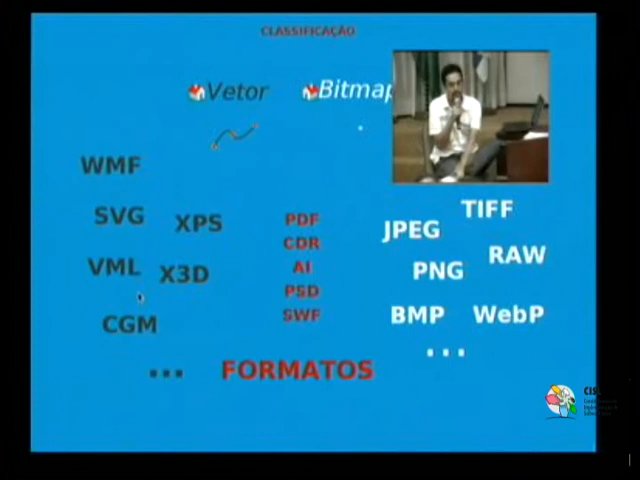 CLASSIFICAÇÃO
Vetor
Bitmap
WMF
SVG
XPS
VML
X3D
CGM
...
PDF
CDR
AI
PSD
SWF
TIFF
JPEG
RAW
PNG
BMP
WebP
...
FORMATOS